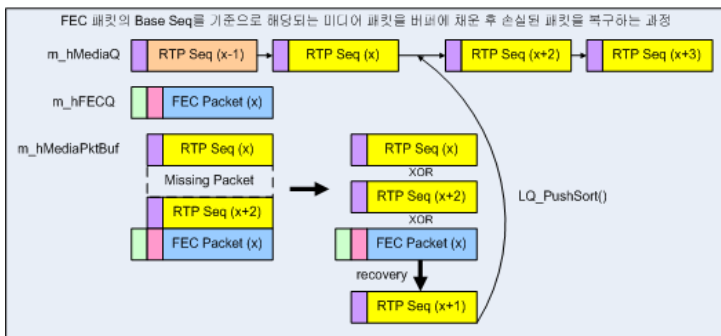 FEC 패킷의 Base Seq를 기준으로 해당되는 미디어 패킷을 버퍼에 채운 후 손실된 패킷을 복구하는 과정
m_hMediaQ
RTP Seq (x-1)
RTP Seq (x)
RTP Seq (x+2)
RTP Seq (x+3)
m_hFECQ
FEC Packet (x)
m_hMediaPktBuf
RTP Seq (x)
Missing Packet
RTP Seq (x+2)
FEC Packet (x)
RTP Seq (x)
XOR
RTP Seq (x+2)
XOR
FEC Packet (x)
recovery
RTP Seq (x+1)
LQ_PushSort()